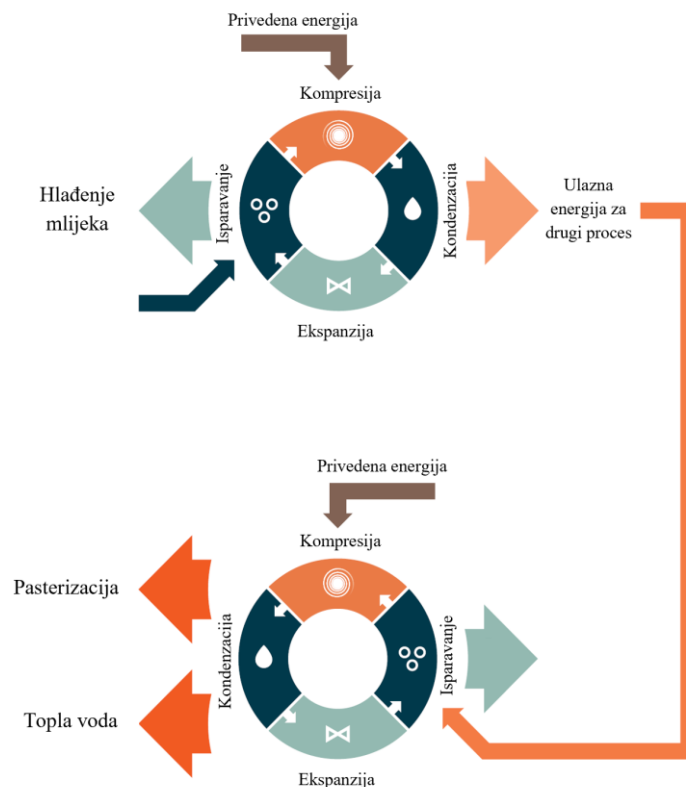 Privedena energija
Kompresija
Hlađenje
mlijeka
Isparavanje
Kondenzacija
Ulazna
energija za
drugi proces
Ekspanzija
Privedena energija
Kompresija
Pasterizacija
Kondenzacija
Isparavanje
Topla voda
Ekspanzija